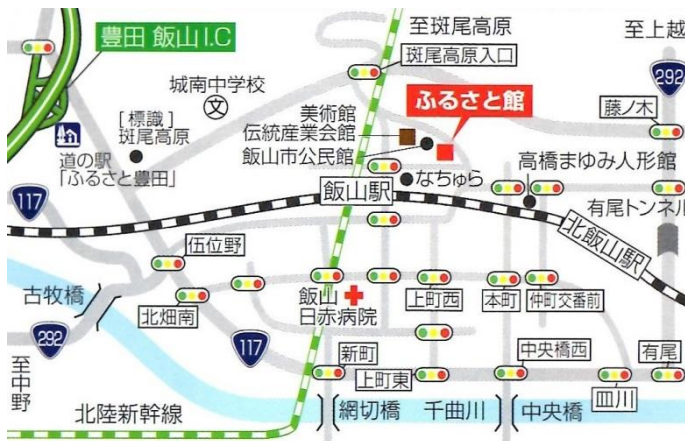 至斑尾高原
至上越
豊田 飯山I.C
斑尾高原入口
292
城南中学校
文
美術館
ふるさと館
藤ノ木
[標識]
斑尾高原
伝統産業会館
飯山市公民館
道の駅
「ふるさと豊田」
なちゅら
高橋まゆみ人形館
117
飯山駅
有尾トンネル
北飯山駅
伍位野
古牧橋
北畑南
飯山
日赤病院
上町西
本町
仲町交番前
292
117
至中野
新町
上町東
中央橋西
皿川
有尾
北陸新幹線
綱切橋
千曲川
中央橋